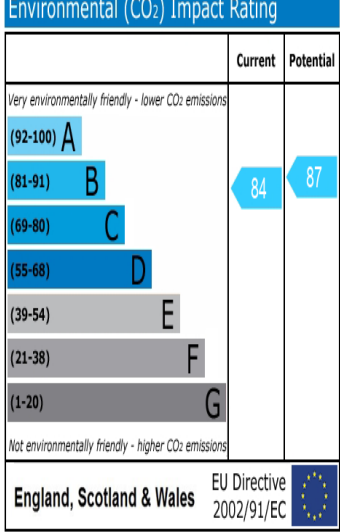 Environmental (CO₂) Impact Rating
Current Potential
Very environmentally friendly - lower CO₂ emissions
(92-100) A
(81-91) B
84 87
(69-80) C
(55-68) D
(39-54) E
(21-38) F
(1-20) G
Not environmentally friendly - higher CO₂ emissions
England, Scotland & Wales
EU Directive
2002/91/EC